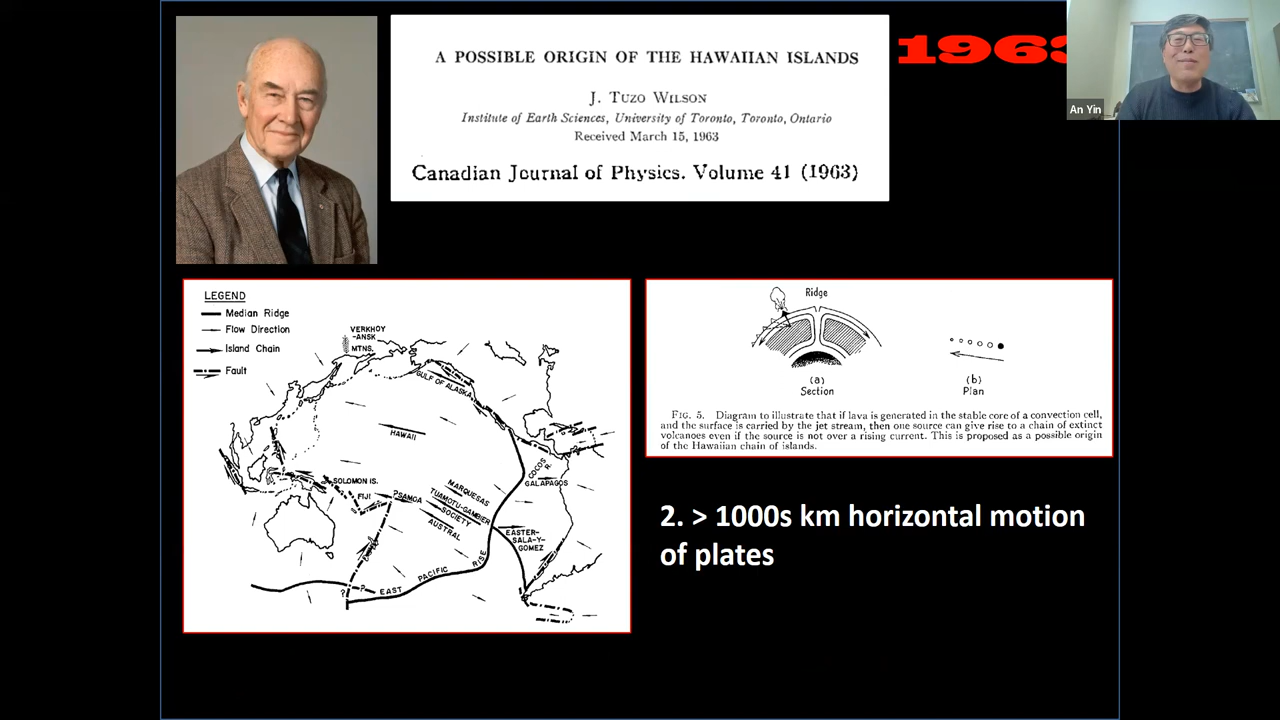 A POSSIBLE ORIGIN OF THE HAWAIIAN ISLANDS
J. Tuzo Wilson
Institute of Earth Sciences, University of Toronto, Toronto, Ontario
Received March 15, 1963
Canadian Journal of Physics. Volume 41 (1963)
1963
An Yin
LEGEND
Median Ridge
Flow Direction
Island Chain
Fault
VERKHOY
-ANSK
MTNS.
GULF OF ALASKA
HAWAII
COCOS R.
GALAPAGOS
SOLOMON IS.
FIJI
?SAMOA
MARQUESAS
TUAMOTU-GAMBIER
SOCIETY
AUSTRAL
EASTER-
SALA-Y-
GOMEZ
EAST PACIFIC RISE
?
?
Ridge
(a)
Section
(b)
Plan
Fig. 5. Diagram to illustrate that if lava is generated in the stable core of a convection cell,
and the surface is carried by the jet stream, then one source can give rise to a chain of extinct
volcanoes even if the source is not over a rising current. This is proposed as a possible origin
of the Hawaiian chain of islands.
2. > 1000s km horizontal motion
of plates